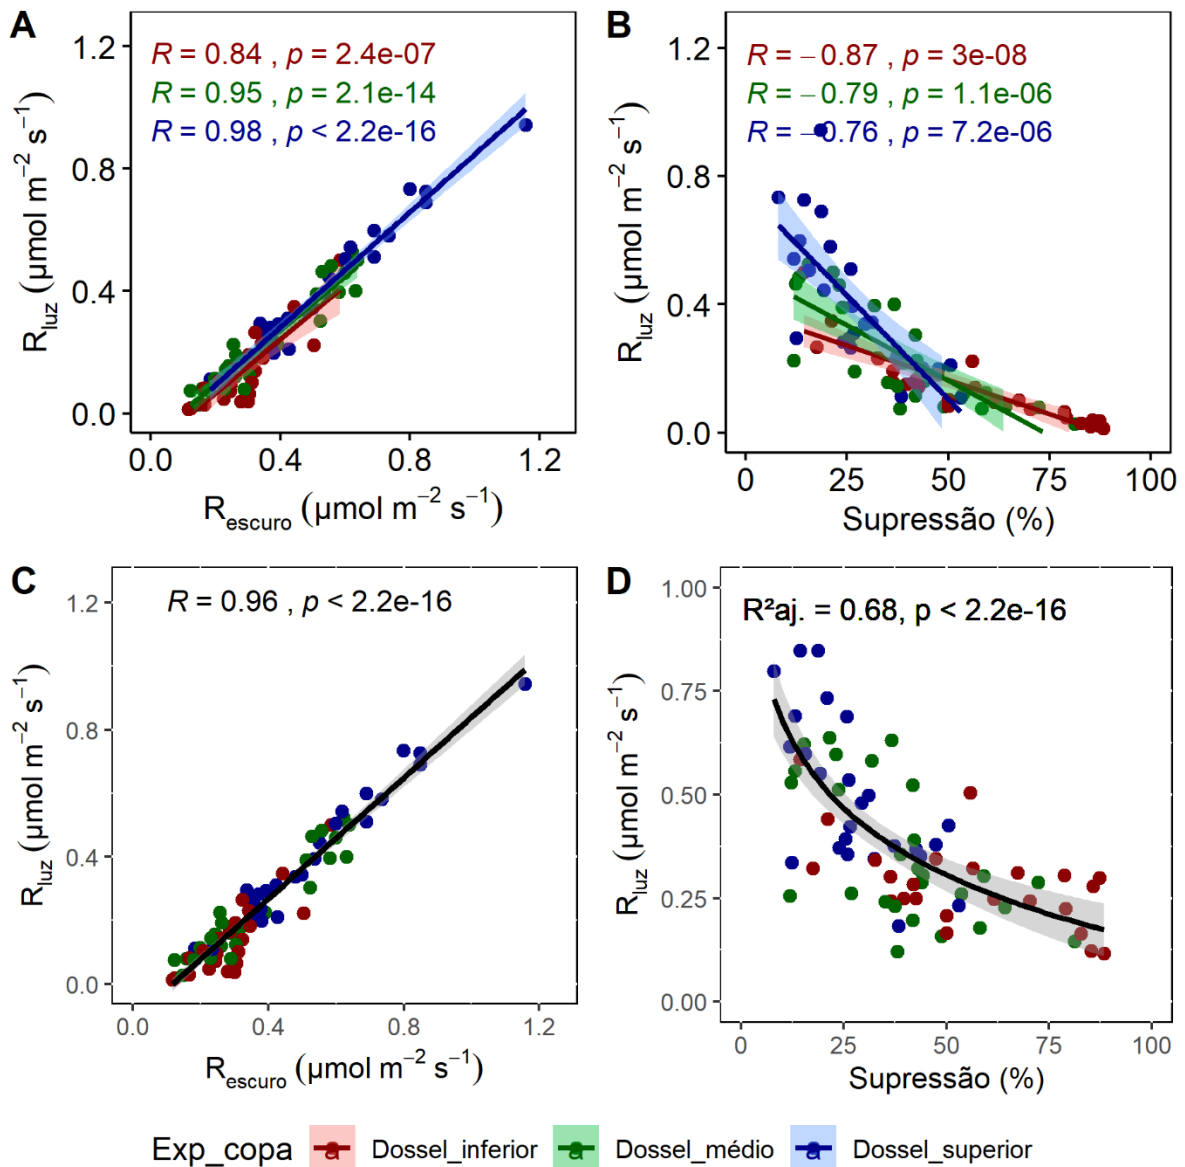 A
R = 0.84 , p = 2.4e-07
R = 0.95 , p = 2.1e-14
R = 0.98 , p < 2.2e-16
1.2
0.8
0.4
0.0
R_luz (µmol m⁻² s⁻¹)
0.0 0.4 0.8 1.2
R_escuro (µmol m⁻² s⁻¹)
B
R = −0.87 , p = 3e-08
R = −0.79 , p = 1.1e-06
R = −0.76 , p = 7.2e-06
1.2
0.8
0.4
0.0
R_luz (µmol m⁻² s⁻¹)
0 25 50 75 100
Supressão (%)
C
R = 0.96 , p < 2.2e-16
1.2
0.8
0.4
0.0
R_luz (µmol m⁻² s⁻¹)
0.0 0.4 0.8 1.2
R_escuro (µmol m⁻² s⁻¹)
D
R²aj. = 0.68, p < 2.2e-16
1.00
0.75
0.50
0.25
0.00
R_luz (µmol m⁻² s⁻¹)
0 25 50 75 100
Supressão (%)
Exp_copa a Dossel_inferior a Dossel_médio a Dossel_superior